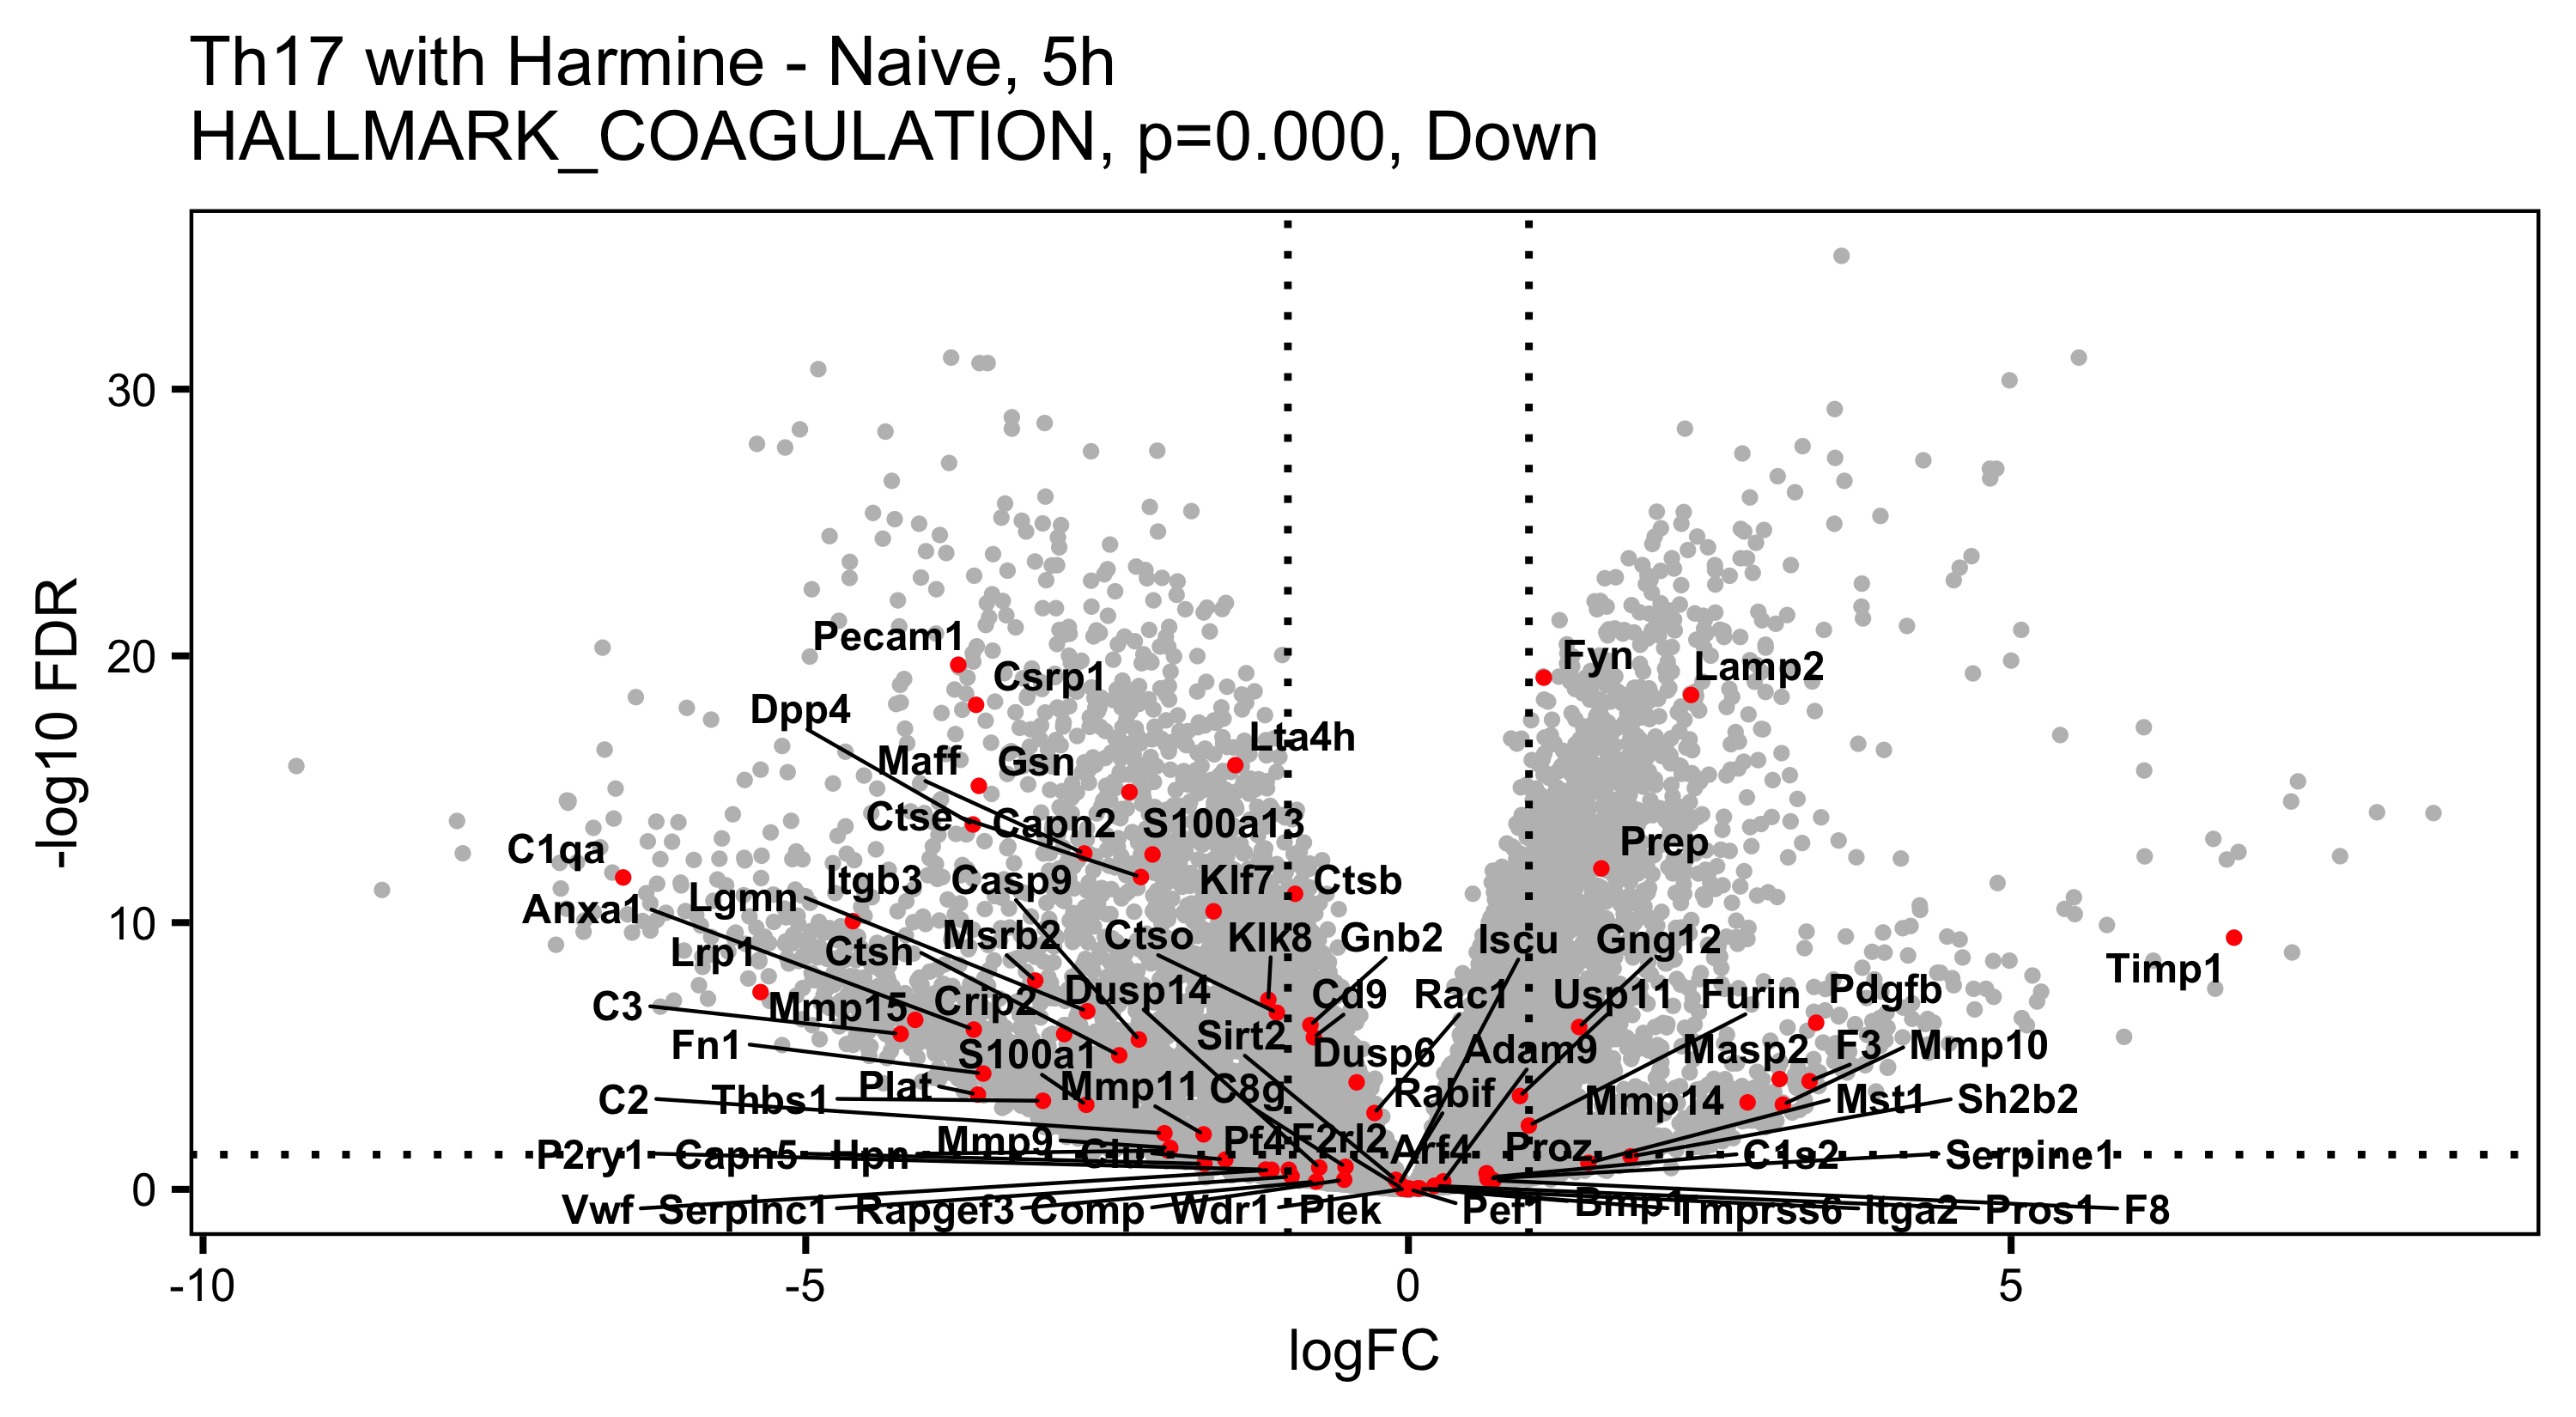 Th17 with Harmine - Naive, 5h
HALLMARK_COAGULATION, p=0.000, Down
-log10 FDR
30
20
10
0
Pecam1
Fyn
Csrp1
Lamp2
Dpp4
Lta4h
Maff
Gsn
Ctse
Capn2
S100a13
Prep
C1qa
Itgb3
Casp9
Klf7
Ctsb
Anxa1
Lgmn
Lrp1
Ctsh
Msrb2
Ctso
Klk8
Gnb2
Iscu
Gng12
Timp1
C3
Mmp15
Crip2
Dusp14
Cd9
Rac1
Usp11
Furin
Pdgfb
Fn1
S100a1
Sirt2
Dusp6
Adam9
Masp2
F3
Mmp10
C2
Thbs1
Plat
Mmp11
C8g
Rabif
Mmp14
Mst1
Sh2b2
P2ry1
Capn5
Hpn
Mmp9
Clu
Pf4
F2rl2
Arf4
Proz
C1s2
Serpine1
Vwf
Serpinc1
Rapgef3
Comp
Wdr1
Plek
Pef1
Bmp1
Tmprss6
Itga2
Pros1
F8
-10
-5
0
5
logFC